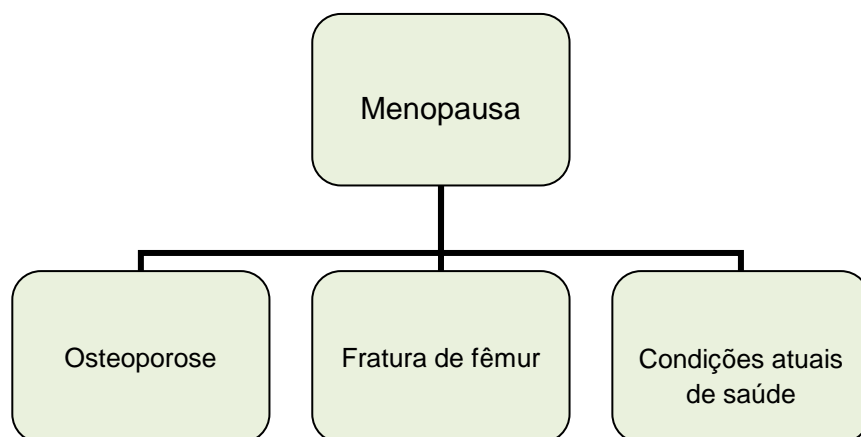 Menopausa
Osteoporose
Fratura de fêmur
Condições atuais
de saúde